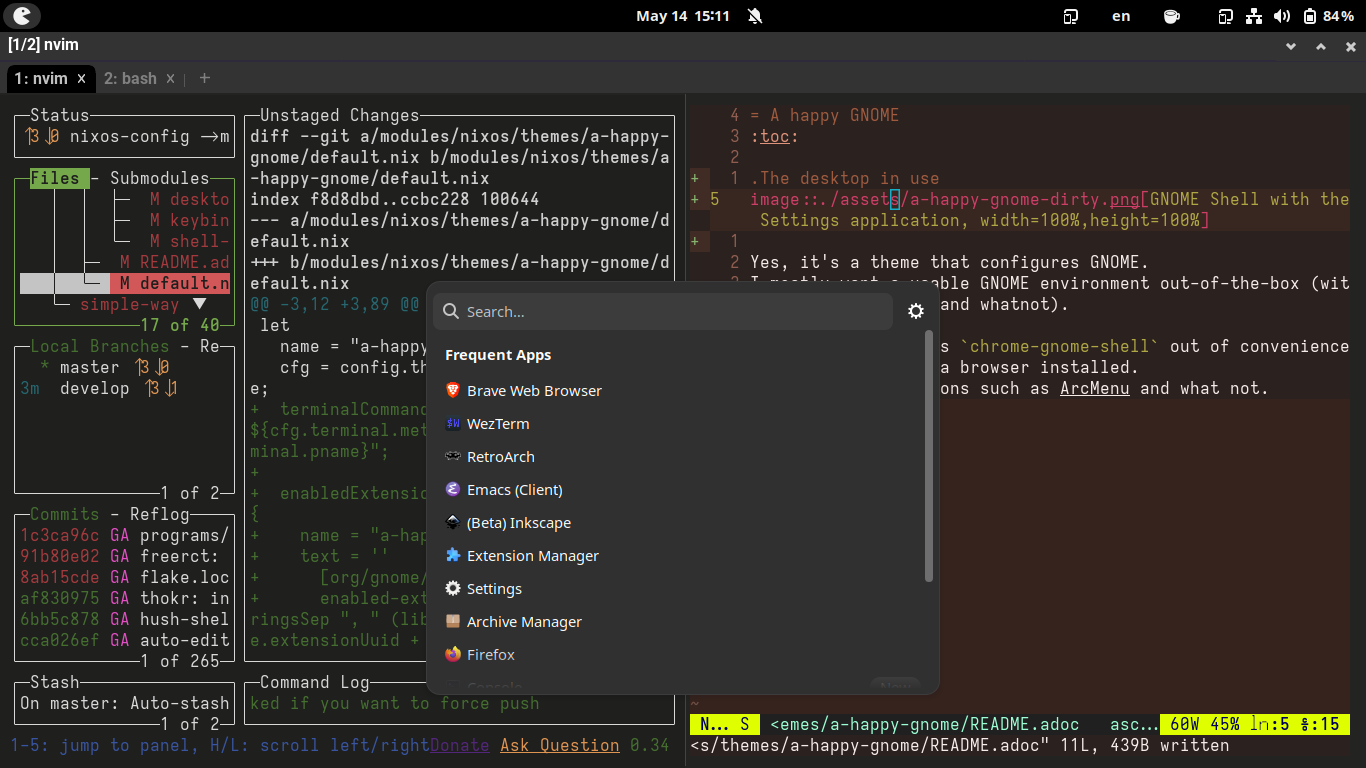 May 14 15:11
en
84%
[1/2] nvim
1: nvim ×
2: bash × | +
Status
↑3 ↓0 nixos-config →m
Files - Submodules
M deskto
M keybin
M shell-
M README.ad
M default.n
simple-way ▼
17 of 40
Local Branches - Re
* master ↑3 ↓0
3m develop ↑3 ↓1
1 of 2
Commits - Reflog
1c3ca96c GA programs/
91b80e02 GA freerct:
8ab15cde GA flake.loc
af830975 GA thokr: in
6bb5c878 GA hush-shel
cca026ef GA auto-edit
1 of 265
Stash
On master: Auto-stash
1 of 2
Unstaged Changes
diff --git a/modules/nixos/themes/a-happy-
gnome/default.nix b/modules/nixos/themes/a
-happy-gnome/default.nix
index f8d8dbd..ccbc228 100644
--- a/modules/nixos/themes/a-happy-gnome/d
efault.nix
+++ b/modules/nixos/themes/a-happy-gnome/d
efault.nix
@@ -3,12 +3,89 @@
let
name = "a-happy
cfg = config.th
e;
+ terminalCommand
${cfg.terminal.met
minal.pname}";
+
+ enabledExtensio
{
+ name = "a-hap
+ text = ''
+ [org/gnome/
+ enabled-ext
ringsSep ", " (lib
e.extensionUuid +
Command Log
ked if you want to force push
1-5: jump to panel, H/L: scroll left/right Donate Ask Question 0.34
4 = A happy GNOME
3 :toc:
2
+ 1 .The desktop in use
+ 5 image::./assets/a-happy-gnome-dirty.png[GNOME Shell with the
Settings application, width=100%,height=100%]
+ 1
2 Yes, it's a theme that configures GNOME.
able GNOME environment out-of-the-box (wit
and whatnot).
s `chrome-gnome-shell` out of convenience
a browser installed.
ons such as ArcMenu and what not.
~
N… S <emes/a-happy-gnome/README.adoc asc… 60W 45% ln:5 :15
<s/themes/a-happy-gnome/README.adoc" 11L, 439B written
Search…
Frequent Apps
Brave Web Browser
WezTerm
RetroArch
Emacs (Client)
(Beta) Inkscape
Extension Manager
Settings
Archive Manager
Firefox